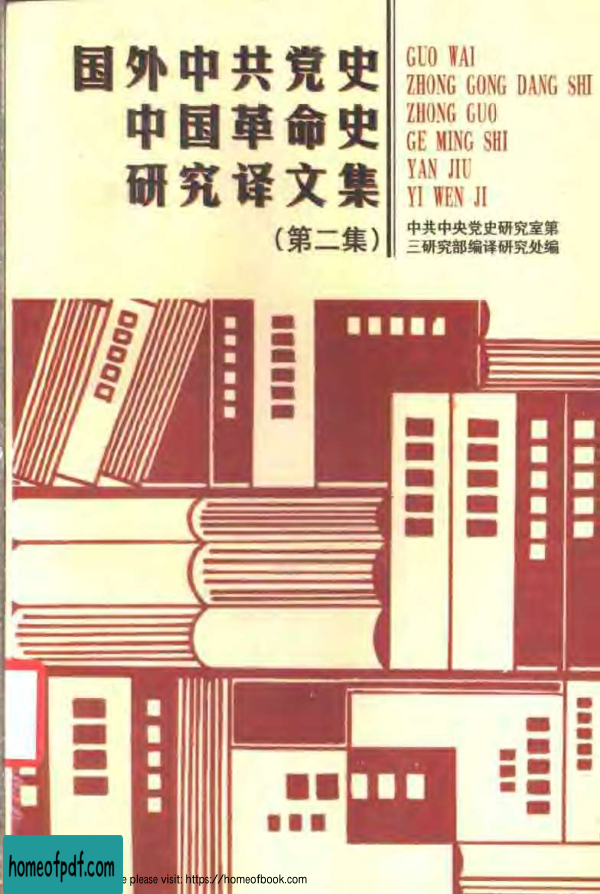 国外中共党史
中国革命史
研究译文集
(第二集)
GUO WAI
ZHONG GONG DANG SHI
ZHONG GUO
GE MING SHI
YAN JIU
YI WEN JI
中共中央党史研究室第
三研究部编译研究处编
homeofpdf.com
e please visit: https://homeofbook.com